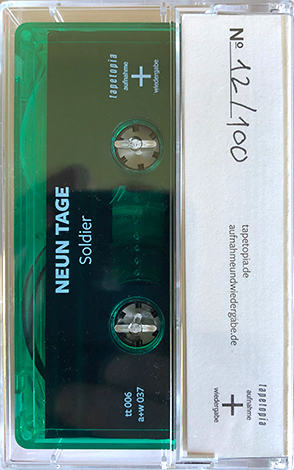 tapetopia
aufnahme
+
wiedergabe
NEUN TAGE
Soldier
tt 006
a+w 037
Nº 12/100
tapetopia.de
aufnahmeundwiedergabe.de
tapetopia
aufnahme
+
wiedergabe